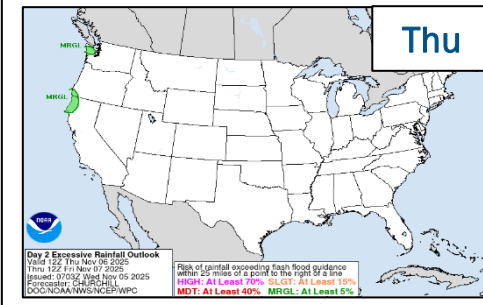 Thu
MRGL
MRGL
noaa
Day 2 Excessive Rainfall Outlook
Valid 12Z Thu Nov 06 2025
Thru 12Z Fri Nov 07 2025
Issued: 0703Z Wed Nov 05 2025
Forecaster: CHURCHILL
DOC/NOAA/NWS/NCEP/WPC
Risk of rainfall exceeding flash flood guidance
within 25 miles of a point to the right of a line
HIGH: At Least 70% SLGT: At Least 15%
MDT: At Least 40% MRGL: At Least 5%